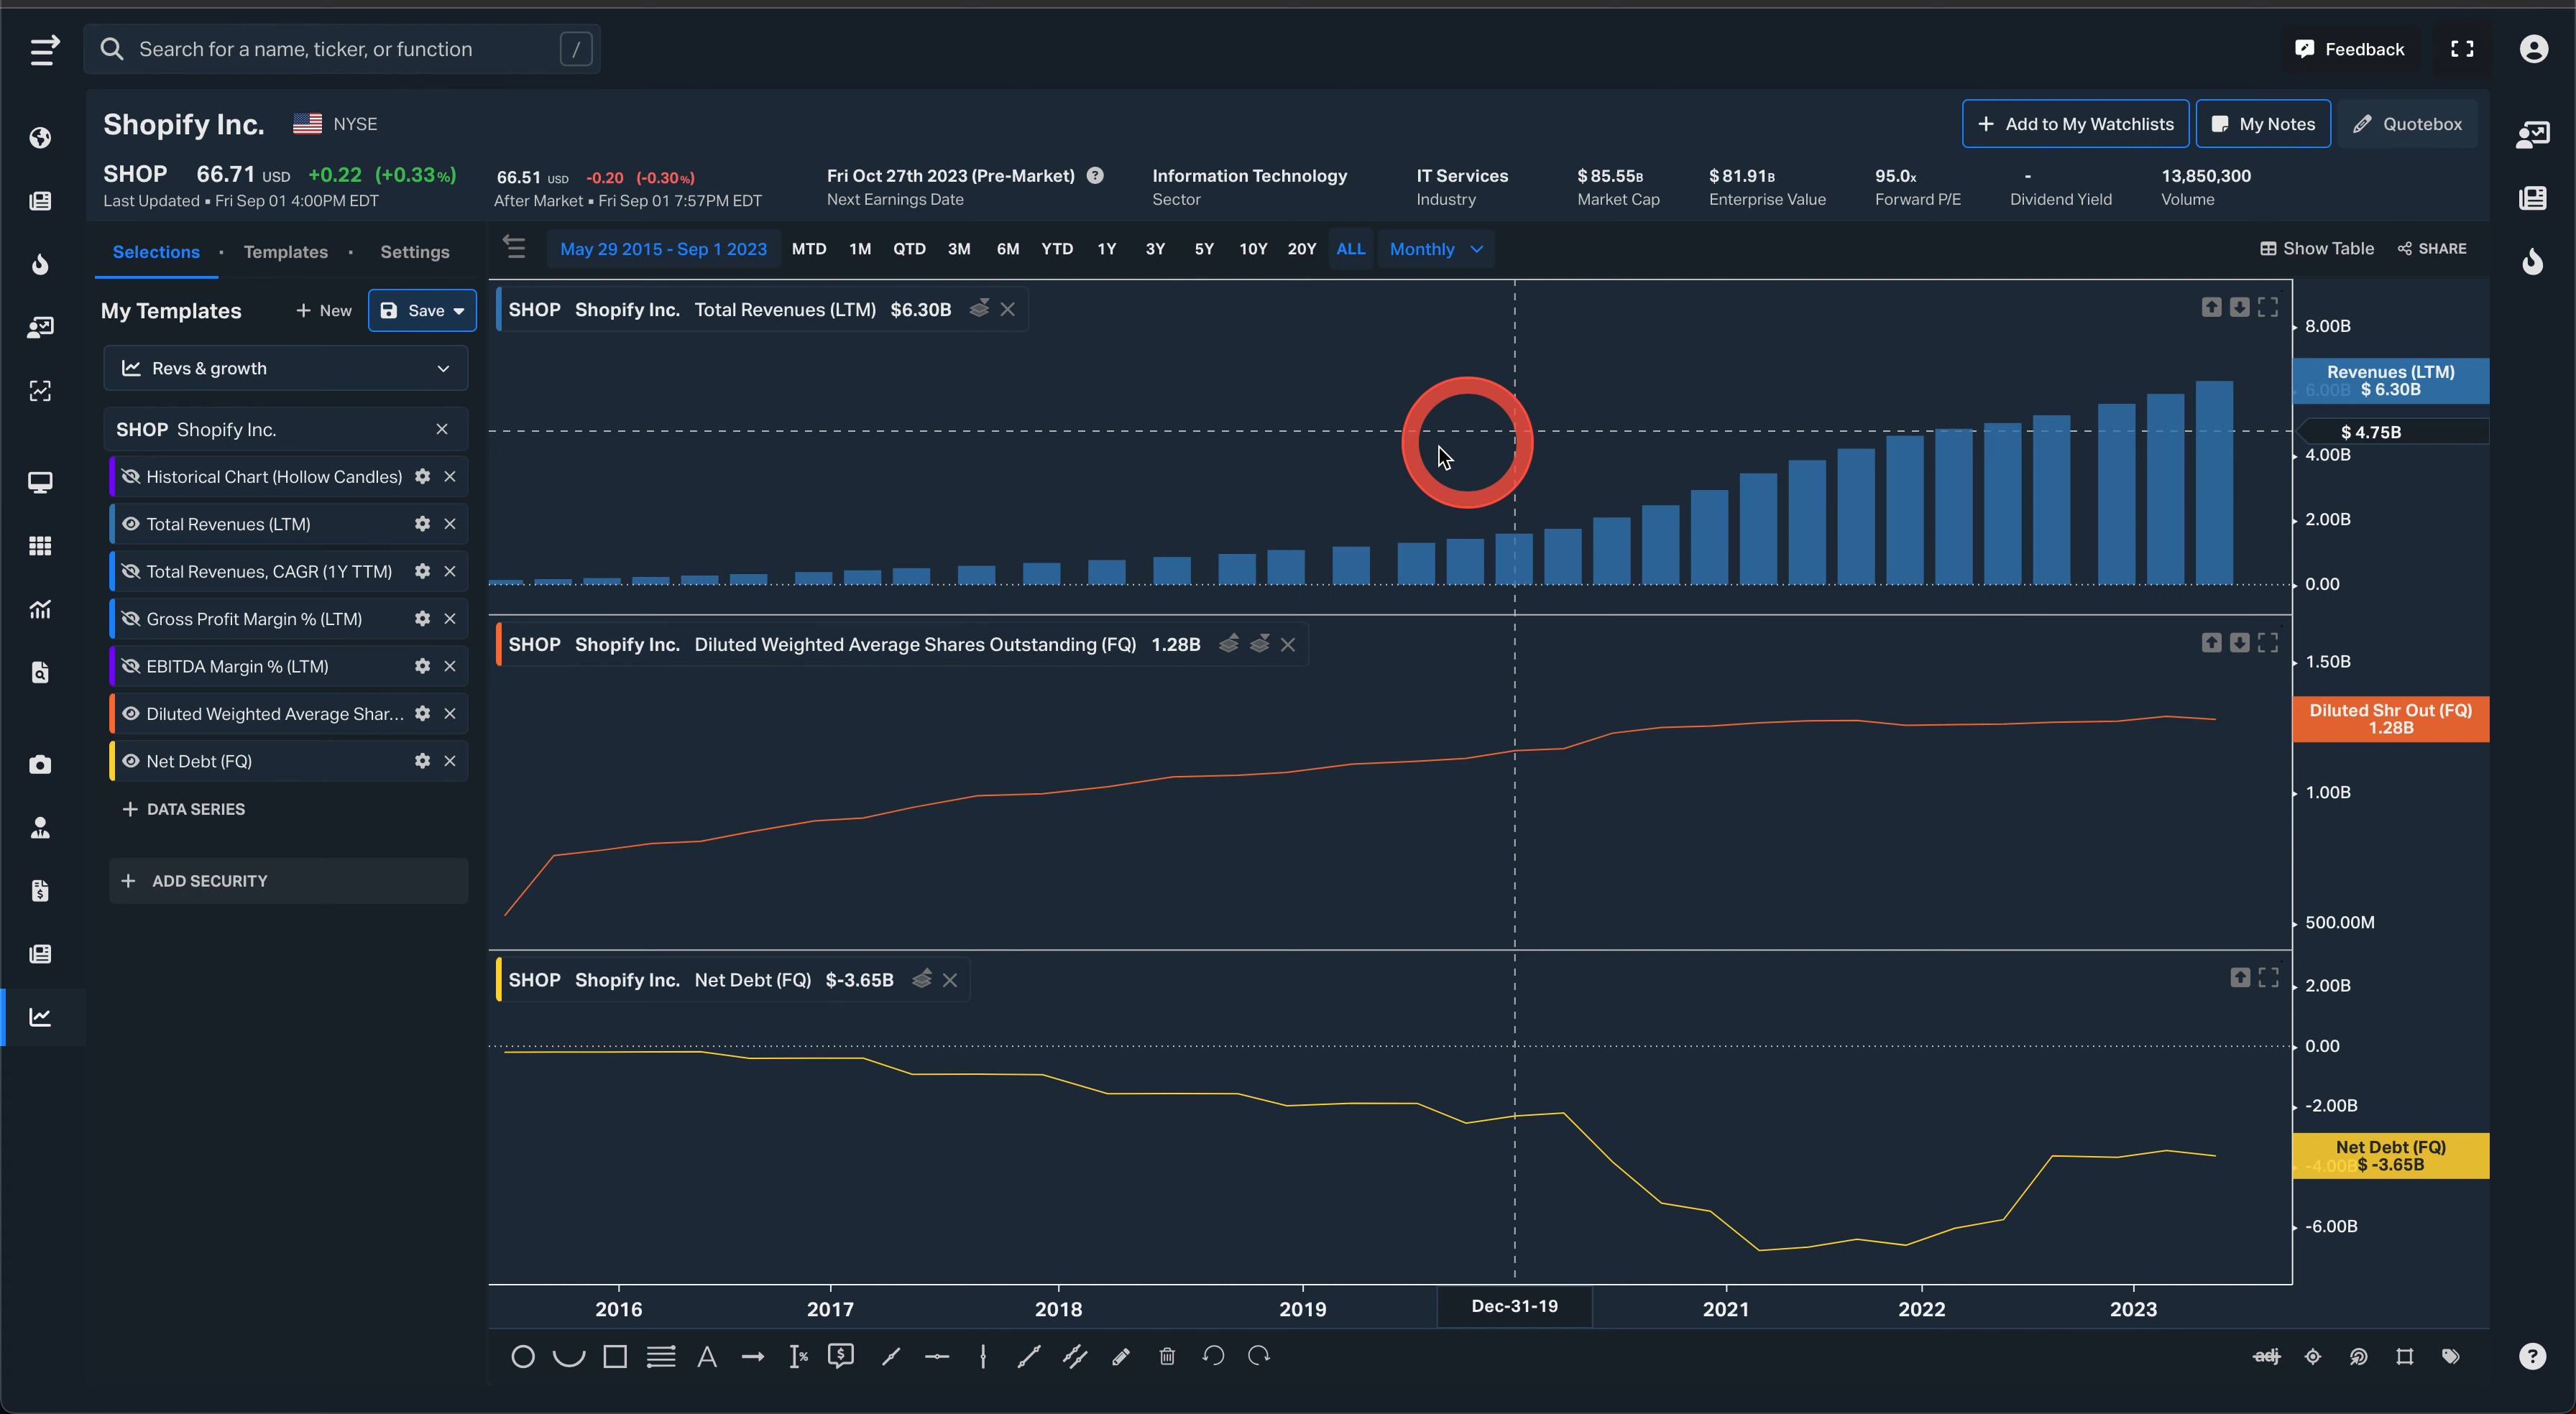 Search for a name, ticker, or function /
Feedback
Shopify Inc. NYSE
Add to My Watchlists My Notes Quotebox
SHOP 66.71 USD +0.22 (+0.33%)
Last Updated ▪ Fri Sep 01 4:00PM EDT
66.51 USD -0.20 (-0.30%)
After Market ▪ Fri Sep 01 7:57PM EDT
Fri Oct 27th 2023 (Pre-Market) ?
Next Earnings Date
Information Technology
Sector
IT Services
Industry
$ 85.55B
Market Cap
$ 81.91B
Enterprise Value
95.0x
Forward P/E
-
Dividend Yield
13,850,300
Volume
Selections · Templates · Settings
My Templates + New Save
Revs & growth
SHOP Shopify Inc.
Historical Chart (Hollow Candles)
Total Revenues (LTM)
Total Revenues, CAGR (1Y TTM)
Gross Profit Margin % (LTM)
EBITDA Margin % (LTM)
Diluted Weighted Average Shar...
Net Debt (FQ)
+ DATA SERIES
+ ADD SECURITY
May 29 2015 - Sep 1 2023 MTD 1M QTD 3M 6M YTD 1Y 3Y 5Y 10Y 20Y ALL Monthly
Show Table SHARE
SHOP Shopify Inc. Total Revenues (LTM) $6.30B
8.00B
Revenues (LTM)
6.00B $ 6.30B
$ 4.75B
4.00B
2.00B
0.00
SHOP Shopify Inc. Diluted Weighted Average Shares Outstanding (FQ) 1.28B
1.50B
Diluted Shr Out (FQ)
1.28B
1.00B
500.00M
SHOP Shopify Inc. Net Debt (FQ) $-3.65B
2.00B
0.00
-2.00B
Net Debt (FQ)
-4.00B $ -3.65B
-6.00B
2016 2017 2018 2019 Dec-31-19 2021 2022 2023
A % $ adj ?